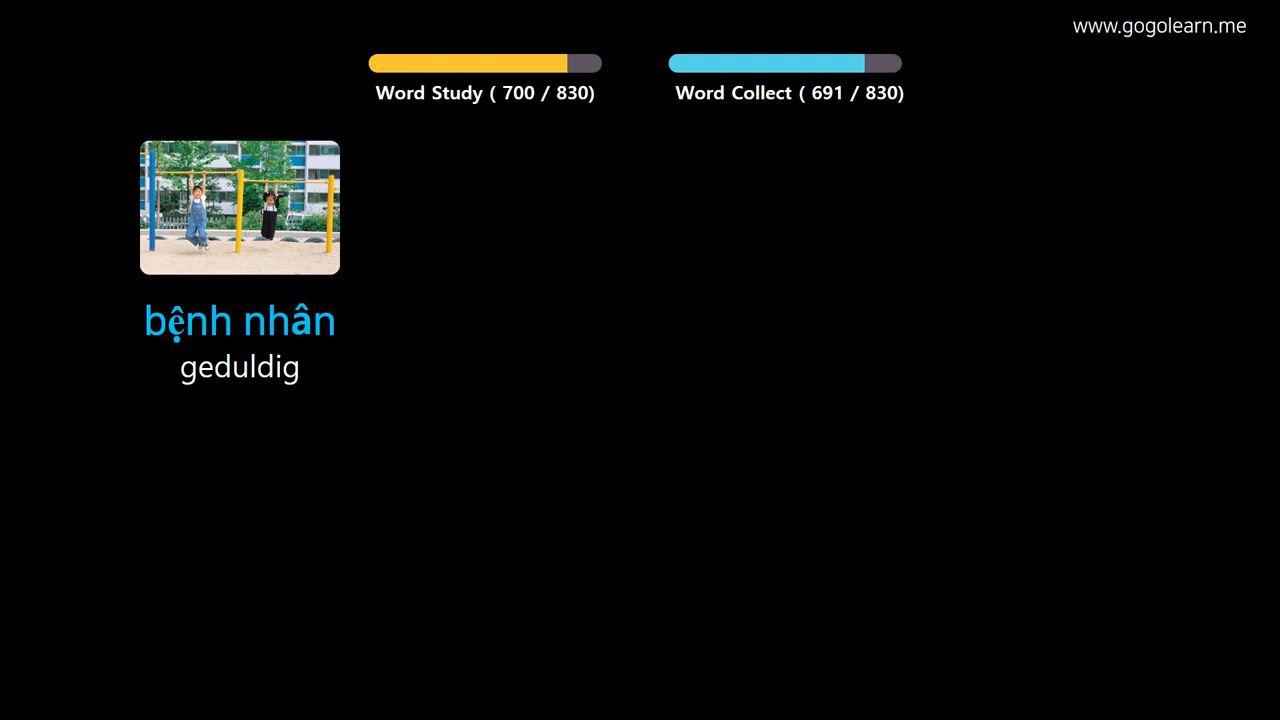 www.gogolearn.me
Word Study ( 700 / 830)
Word Collect ( 691 / 830)
bệnh nhân
geduldig